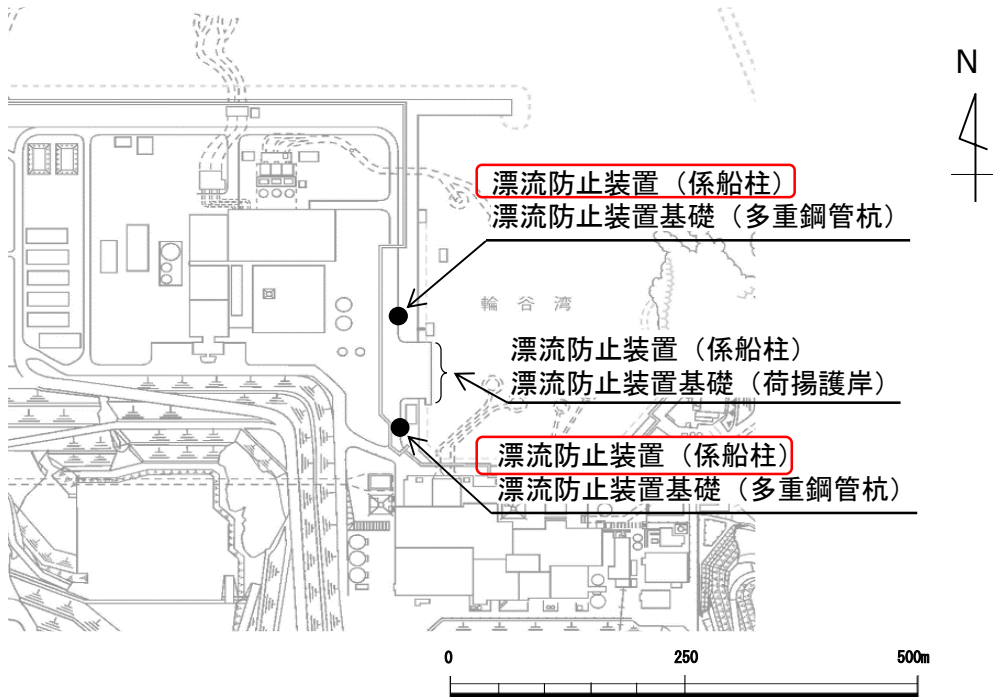 N
漂流防止装置（係船柱）
漂流防止装置基礎（多重鋼管杭）
輪谷湾
漂流防止装置（係船柱）
漂流防止装置基礎（荷揚護岸）
漂流防止装置（係船柱）
漂流防止装置基礎（多重鋼管杭）
0 250 500m